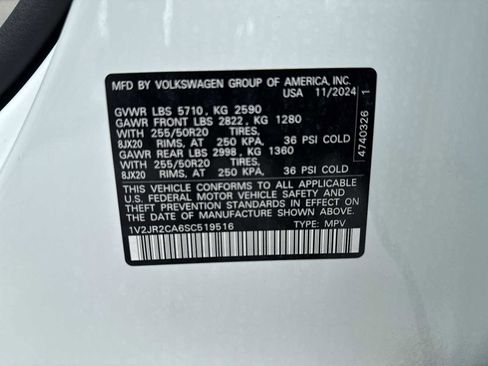 MFD BY VOLKSWAGEN GROUP OF AMERICA, INC.
USA 11/2024
GVWR LBS 5710, KG 2590
GAWR FRONT LBS 2822, KG 1280
WITH 255/50R20 TIRES,
8JX20 RIMS, AT 250 KPA/ 36 PSI COLD
GAWR REAR LBS 2998, KG 1360
WITH 255/50R20 TIRES,
8JX20 RIMS, AT 250 KPA/ 36 PSI COLD
THIS VEHICLE CONFORMS TO ALL APPLICABLE
U.S. FEDERAL MOTOR VEHICLE SAFETY AND
THEFT PREVENTION STANDARDS IN EFFECT ON
THE DATE OF MANUFACTURE SHOWN ABOVE.
1V2JR2CA6SC519516 TYPE: MPV
4740326 1